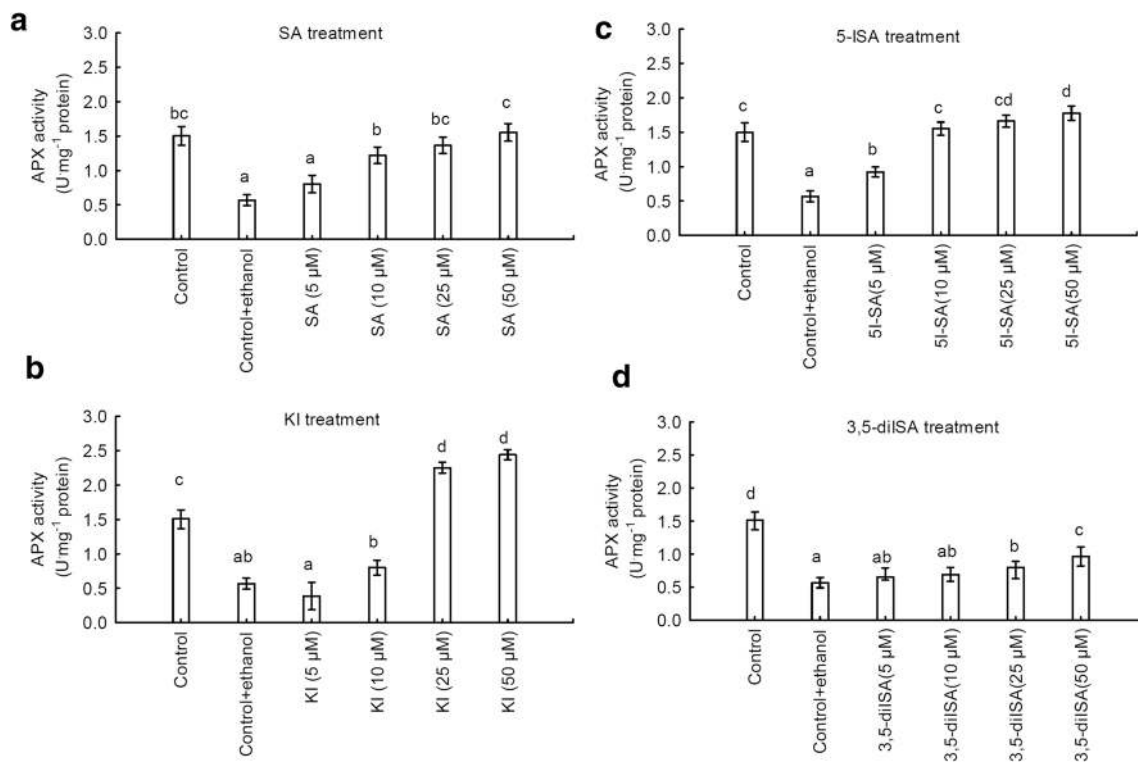 a
SA treatment
APX activity
(U·mg⁻¹ protein)
3.0
2.5
2.0
1.5
1.0
0.5
0.0
bc
a
a
b
bc
c
Control
Control+ethanol
SA (5 µM)
SA (10 µM)
SA (25 µM)
SA (50 µM)
c
5-ISA treatment
APX activity
(U·mg⁻¹ protein)
3.0
2.5
2.0
1.5
1.0
0.5
0.0
c
a
b
c
cd
d
Control
Control+ethanol
5I-SA(5 µM)
5I-SA(10 µM)
5I-SA(25 µM)
5I-SA(50 µM)
b
KI treatment
APX activity
(U·mg⁻¹ protein)
3.0
2.5
2.0
1.5
1.0
0.5
0.0
c
ab
a
b
d
d
Control
Control+ethanol
KI (5 µM)
KI (10 µM)
KI (25 µM)
KI (50 µM)
d
3,5-diISA treatment
APX activity
(U·mg⁻¹ protein)
3.0
2.5
2.0
1.5
1.0
0.5
0.0
d
a
ab
ab
b
c
Control
Control+ethanol
3,5-diISA(5 µM)
3,5-diISA(10 µM)
3,5-diISA(25 µM)
3,5-diISA(50 µM)